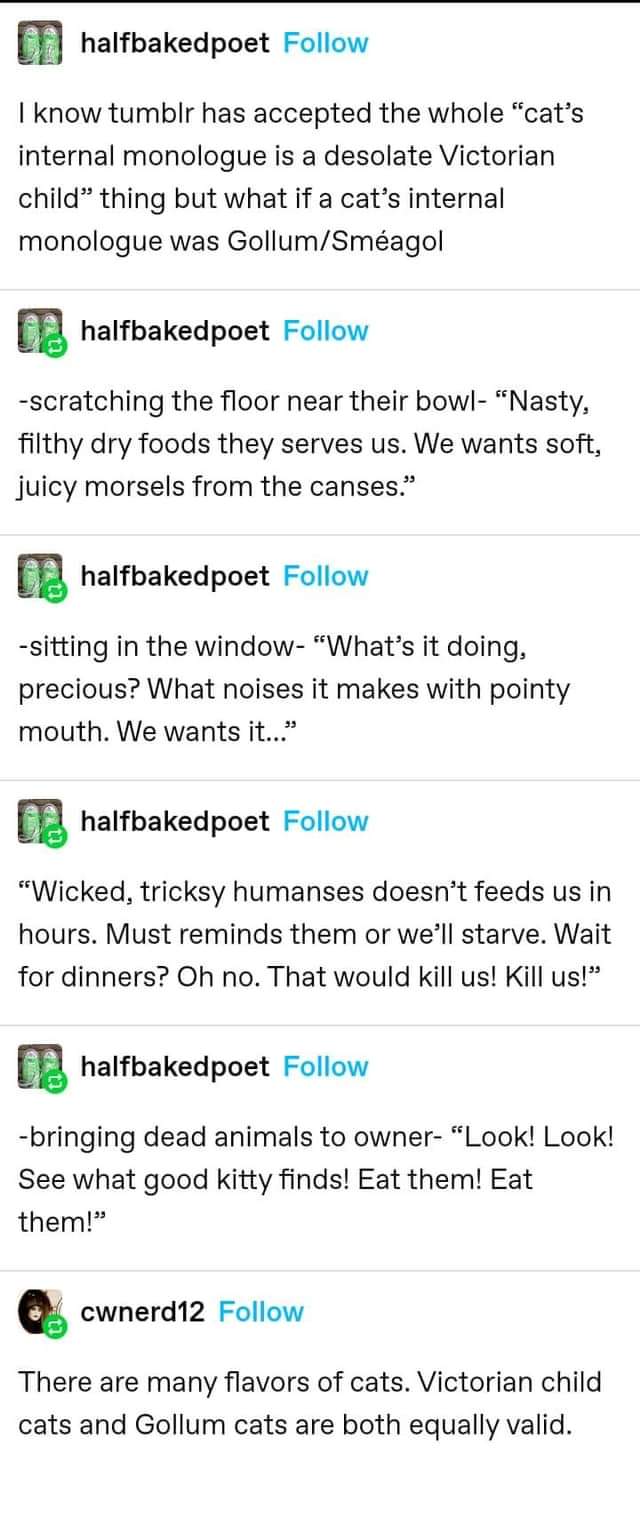 halfbakedpoet Follow
I know tumblr has accepted the whole “cat’s
internal monologue is a desolate Victorian
child” thing but what if a cat’s internal
monologue was Gollum/Sméagol
halfbakedpoet Follow
-scratching the floor near their bowl- “Nasty,
filthy dry foods they serves us. We wants soft,
juicy morsels from the canses.”
halfbakedpoet Follow
-sitting in the window- “What’s it doing,
precious? What noises it makes with pointy
mouth. We wants it...”
halfbakedpoet Follow
“Wicked, tricksy humanses doesn’t feeds us in
hours. Must reminds them or we’ll starve. Wait
for dinners? Oh no. That would kill us! Kill us!”
halfbakedpoet Follow
-bringing dead animals to owner- “Look! Look!
See what good kitty finds! Eat them! Eat
them!”
cwnerd12 Follow
There are many flavors of cats. Victorian child
cats and Gollum cats are both equally valid.